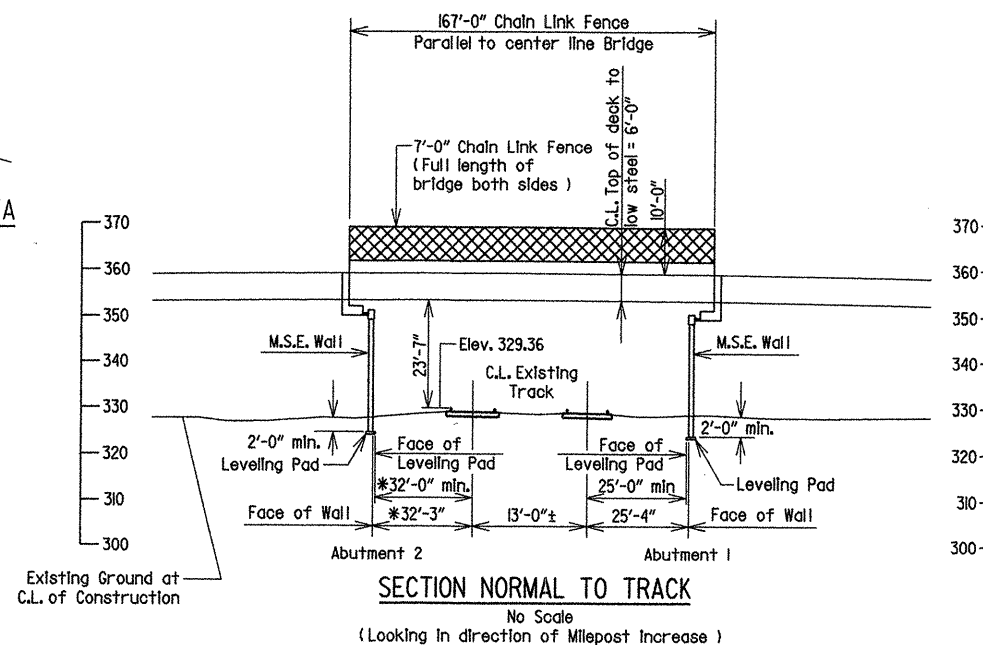 167'-0" Chain Link Fence
Parallel to center line Bridge
C.L. Top of deck to
low steel = 6'-0"
10'-0"
7'-0" Chain Link Fence
(Full length of
bridge both sides )
A
370
360
350
340
330
320
310
300
370
360
350
340
330
320
310
300
M.S.E. Wall
23'-7"
Elev. 329.36
C.L. Existing
Track
M.S.E. Wall
2'-0" min.
Leveling Pad
Face of
Leveling Pad
Face of
Leveling Pad
2'-0" min.
Leveling Pad
*32'-0" min.
25'-0" min
Face of Wall
*32'-3"
13'-0"±
25'-4"
Face of Wall
Abutment 2
Abutment 1
Existing Ground at
C.L. of Construction
SECTION NORMAL TO TRACK
No Scale
(Looking in direction of Milepost Increase )